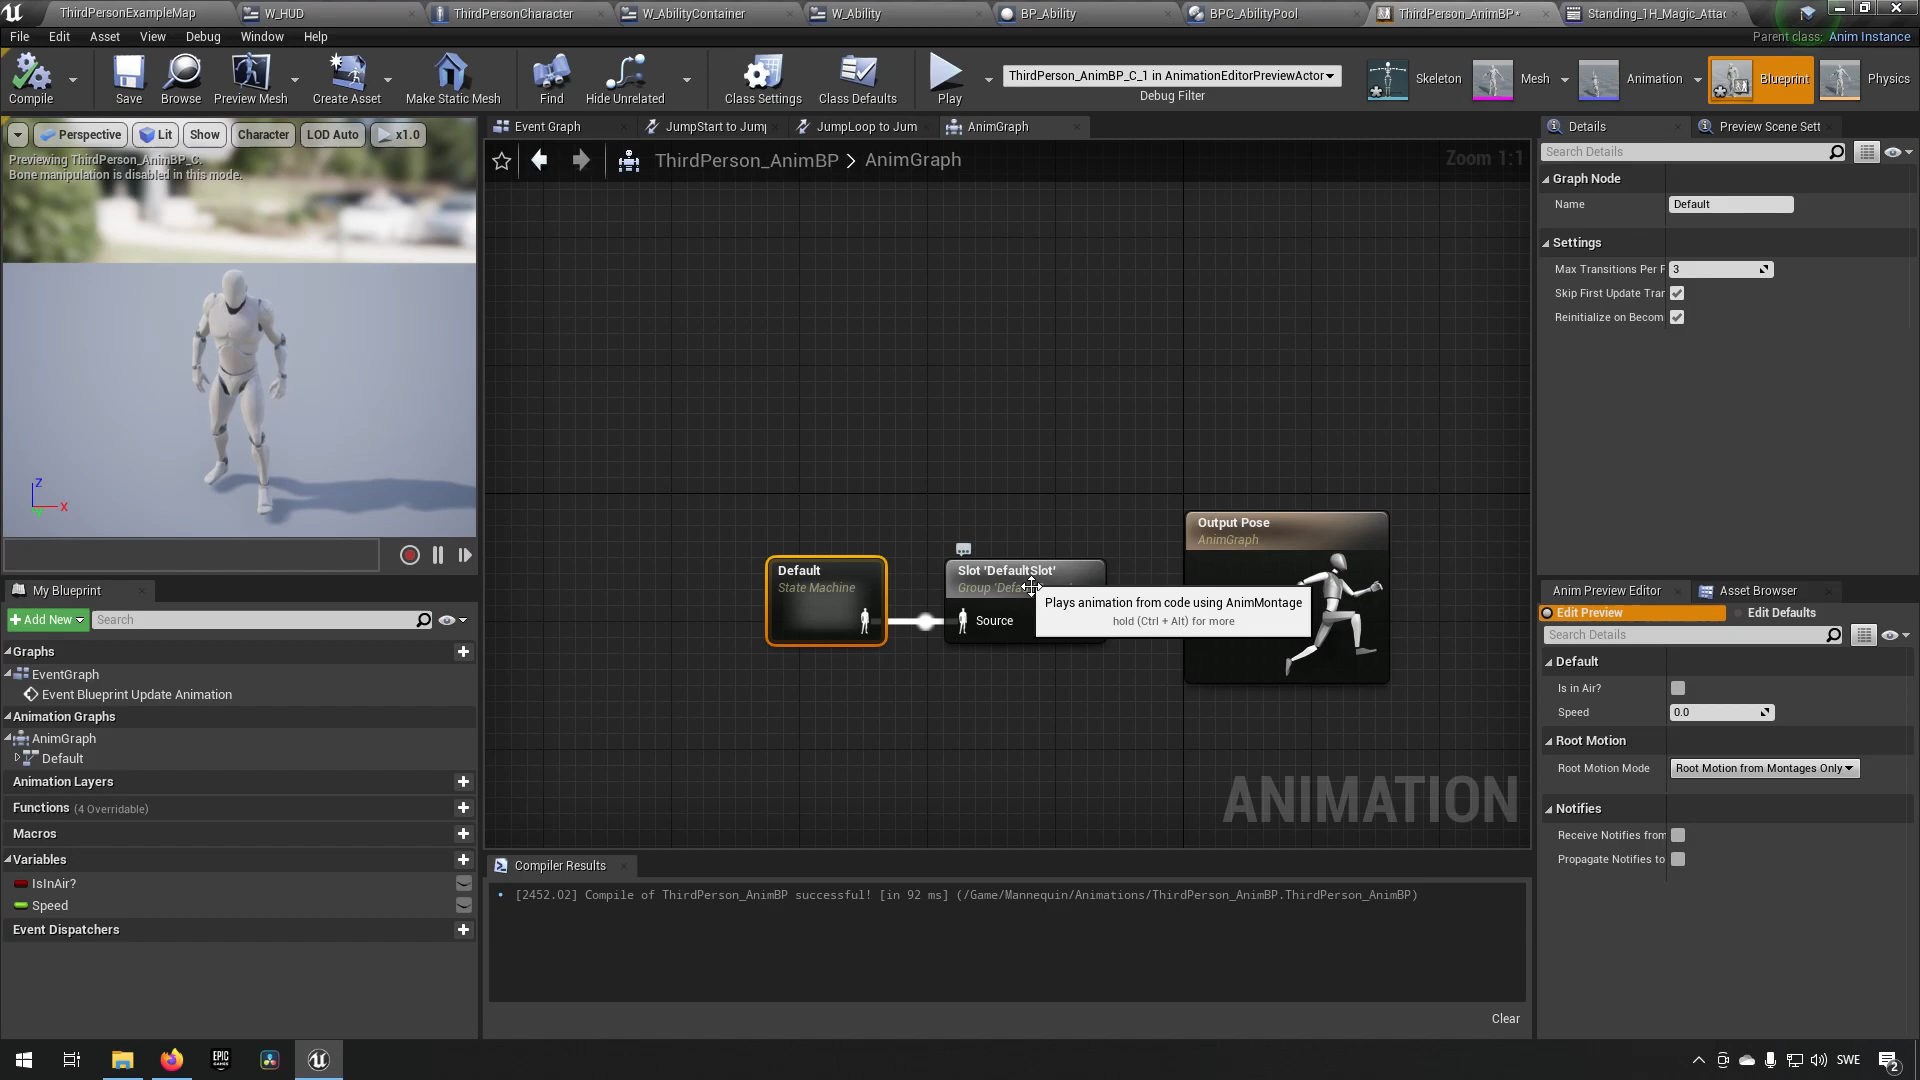 ThirdPersonExampleMap
W_HUD
ThirdPersonCharacter
W_AbilityContainer
W_Ability
BP_Ability
BPC_AbilityPool
ThirdPerson_AnimBP*
Standing_1H_Magic_Attac
File Edit Asset View Debug Window Help
Parent class: Anim Instance
Compile
Save
Browse
Preview Mesh
Create Asset
Make Static Mesh
Find
Hide Unrelated
Class Settings
Class Defaults
Play
ThirdPerson_AnimBP_C_1 in AnimationEditorPreviewActor
Debug Filter
Skeleton
Mesh
Animation
Blueprint
Physics
Perspective
Lit
Show
Character
LOD Auto
x1.0
Previewing ThirdPerson_AnimBP_C.
Bone manipulation is disabled in this mode.
Z
X
Event Graph
JumpStart to Jump
JumpLoop to Jum
AnimGraph
ThirdPerson_AnimBP > AnimGraph
Zoom 1:1
Default
State Machine
Slot 'DefaultSlot'
Source
Plays animation from code using AnimMontage
hold (Ctrl + Alt) for more
Output Pose
AnimGraph
ANIMATION
My Blueprint
Add New
Search
Graphs
EventGraph
Event Blueprint Update Animation
Animation Graphs
AnimGraph
Default
Animation Layers
Functions (4 Overridable)
Macros
Variables
IsInAir?
Speed
Event Dispatchers
Compiler Results
[2452.02] Compile of ThirdPerson_AnimBP successful! [in 92 ms] (/Game/Mannequin/Animations/ThirdPerson_AnimBP.ThirdPerson_AnimBP)
Clear
Details
Preview Scene Sett
Search Details
Graph Node
Name Default
Settings
Max Transitions Per F 3
Skip First Update Tran
Reinitialize on Becom
Anim Preview Editor
Asset Browser
Edit Preview
Edit Defaults
Search Details
Default
Is in Air?
Speed 0.0
Root Motion
Root Motion Mode Root Motion from Montages Only
Notifies
Receive Notifies from
Propagate Notifies to
EPIC GAMES
SWE
2